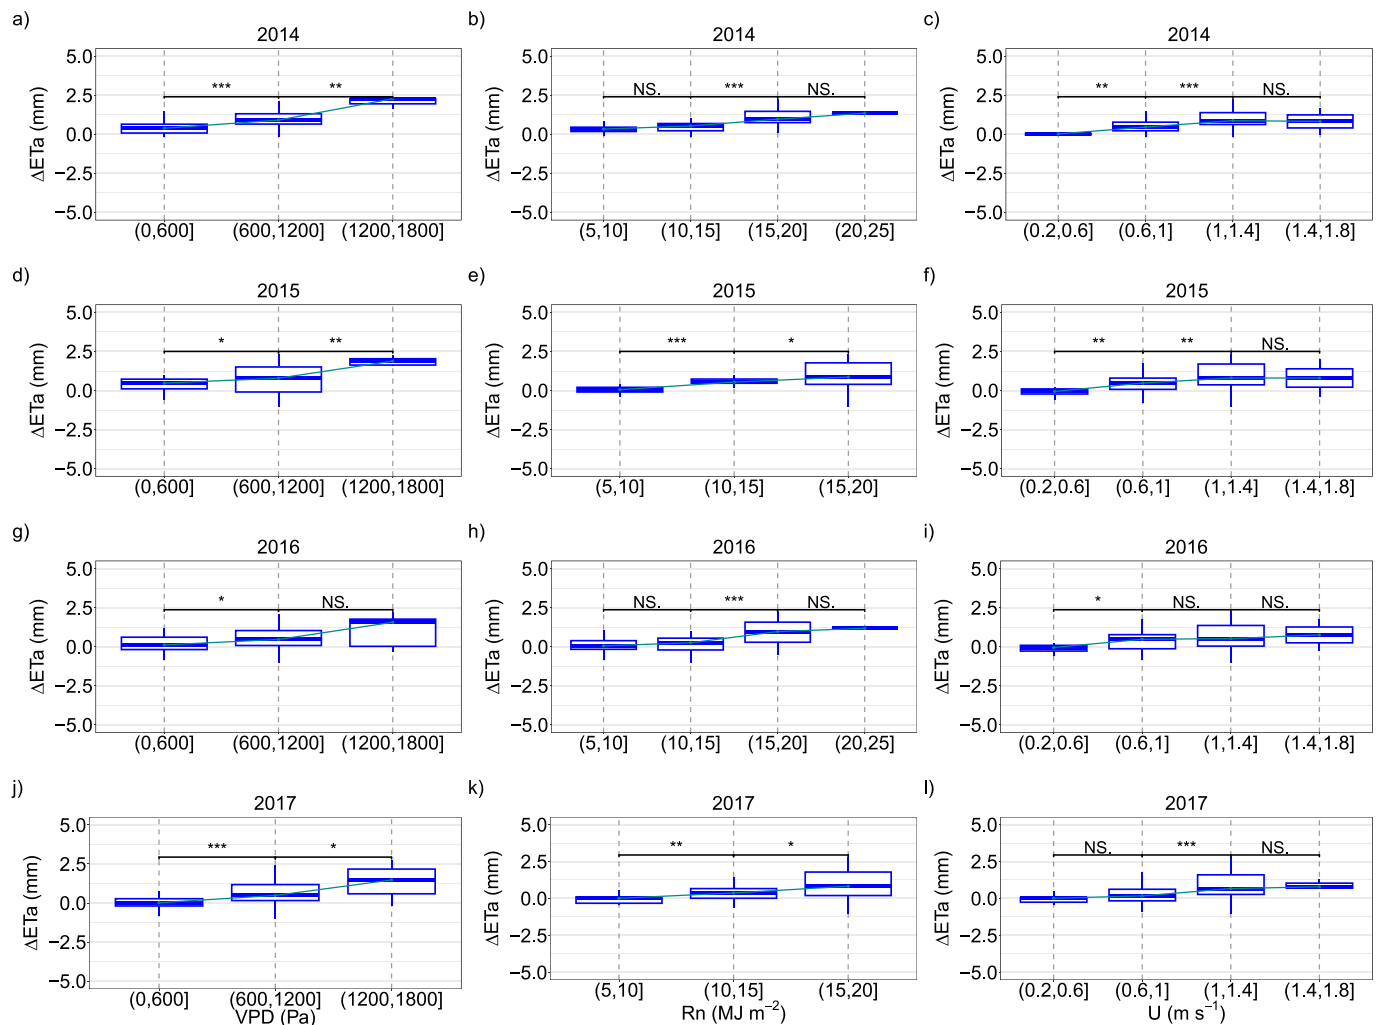 a) b) c)
2014 2014 2014
5.0 5.0 5.0
*** ** NS. *** NS. ** *** NS.
2.5 2.5 2.5
0.0 0.0 0.0
−2.5 −2.5 −2.5
−5.0 −5.0 −5.0
ΔETa (mm) ΔETa (mm) ΔETa (mm)
(0,600] (600,1200] (1200,1800] (5,10] (10,15] (15,20] (20,25] (0.2,0.6] (0.6,1] (1,1.4] (1.4,1.8]
d) e) f)
2015 2015 2015
5.0 5.0 5.0
* ** *** * ** ** NS.
2.5 2.5 2.5
0.0 0.0 0.0
−2.5 −2.5 −2.5
−5.0 −5.0 −5.0
ΔETa (mm) ΔETa (mm) ΔETa (mm)
(0,600] (600,1200] (1200,1800] (5,10] (10,15] (15,20] (0.2,0.6] (0.6,1] (1,1.4] (1.4,1.8]
g) h) i)
2016 2016 2016
5.0 5.0 5.0
* NS. NS. *** NS. * NS. NS.
2.5 2.5 2.5
0.0 0.0 0.0
−2.5 −2.5 −2.5
−5.0 −5.0 −5.0
ΔETa (mm) ΔETa (mm) ΔETa (mm)
(0,600] (600,1200] (1200,1800] (5,10] (10,15] (15,20] (20,25] (0.2,0.6] (0.6,1] (1,1.4] (1.4,1.8]
j) k) l)
2017 2017 2017
5.0 5.0 5.0
*** * ** * NS. *** NS.
2.5 2.5 2.5
0.0 0.0 0.0
−2.5 −2.5 −2.5
−5.0 −5.0 −5.0
ΔETa (mm) ΔETa (mm) ΔETa (mm)
(0,600] (600,1200] (1200,1800] (5,10] (10,15] (15,20] (0.2,0.6] (0.6,1] (1,1.4] (1.4,1.8]
VPD (Pa) Rn (MJ m⁻²) U (m s⁻¹)